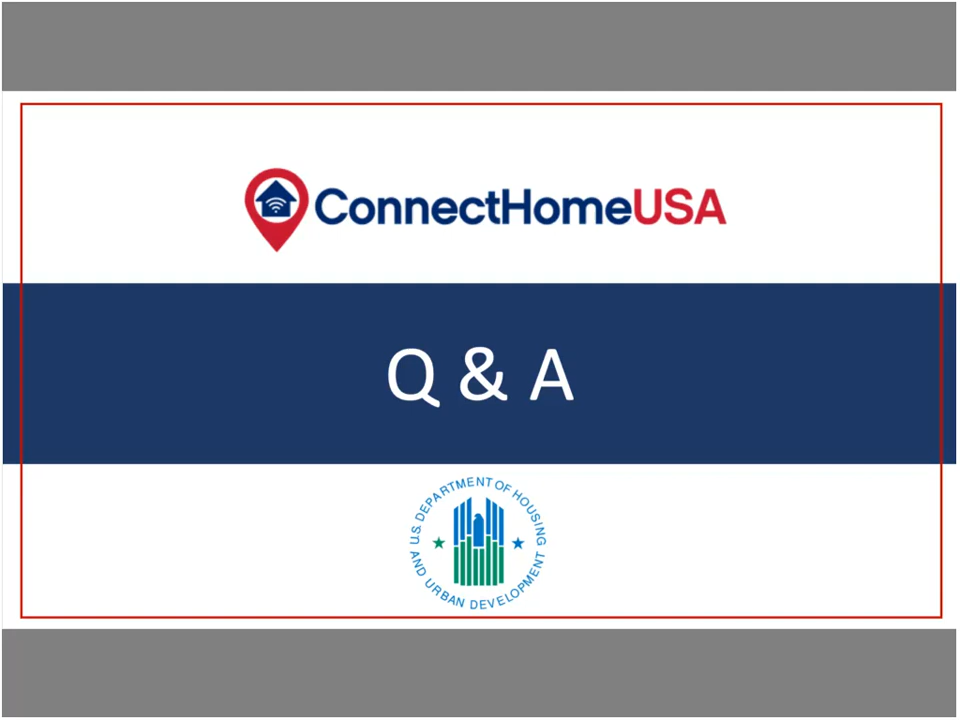 ConnectHomeUSA
Q & A
U.S. DEPARTMENT OF HOUSING
AND URBAN DEVELOPMENT